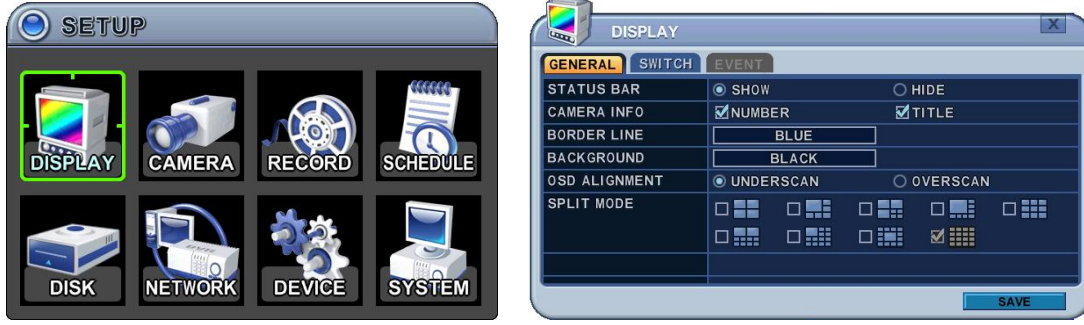 SETUP
DISPLAY CAMERA RECORD SCHEDULE
DISK NETWORK DEVICE SYSTEM
DISPLAY X
GENERAL SWITCH EVENT
STATUS BAR SHOW HIDE
CAMERA INFO NUMBER TITLE
BORDER LINE BLUE
BACKGROUND BLACK
OSD ALIGNMENT UNDERSCAN OVERSCAN
SPLIT MODE
SAVE